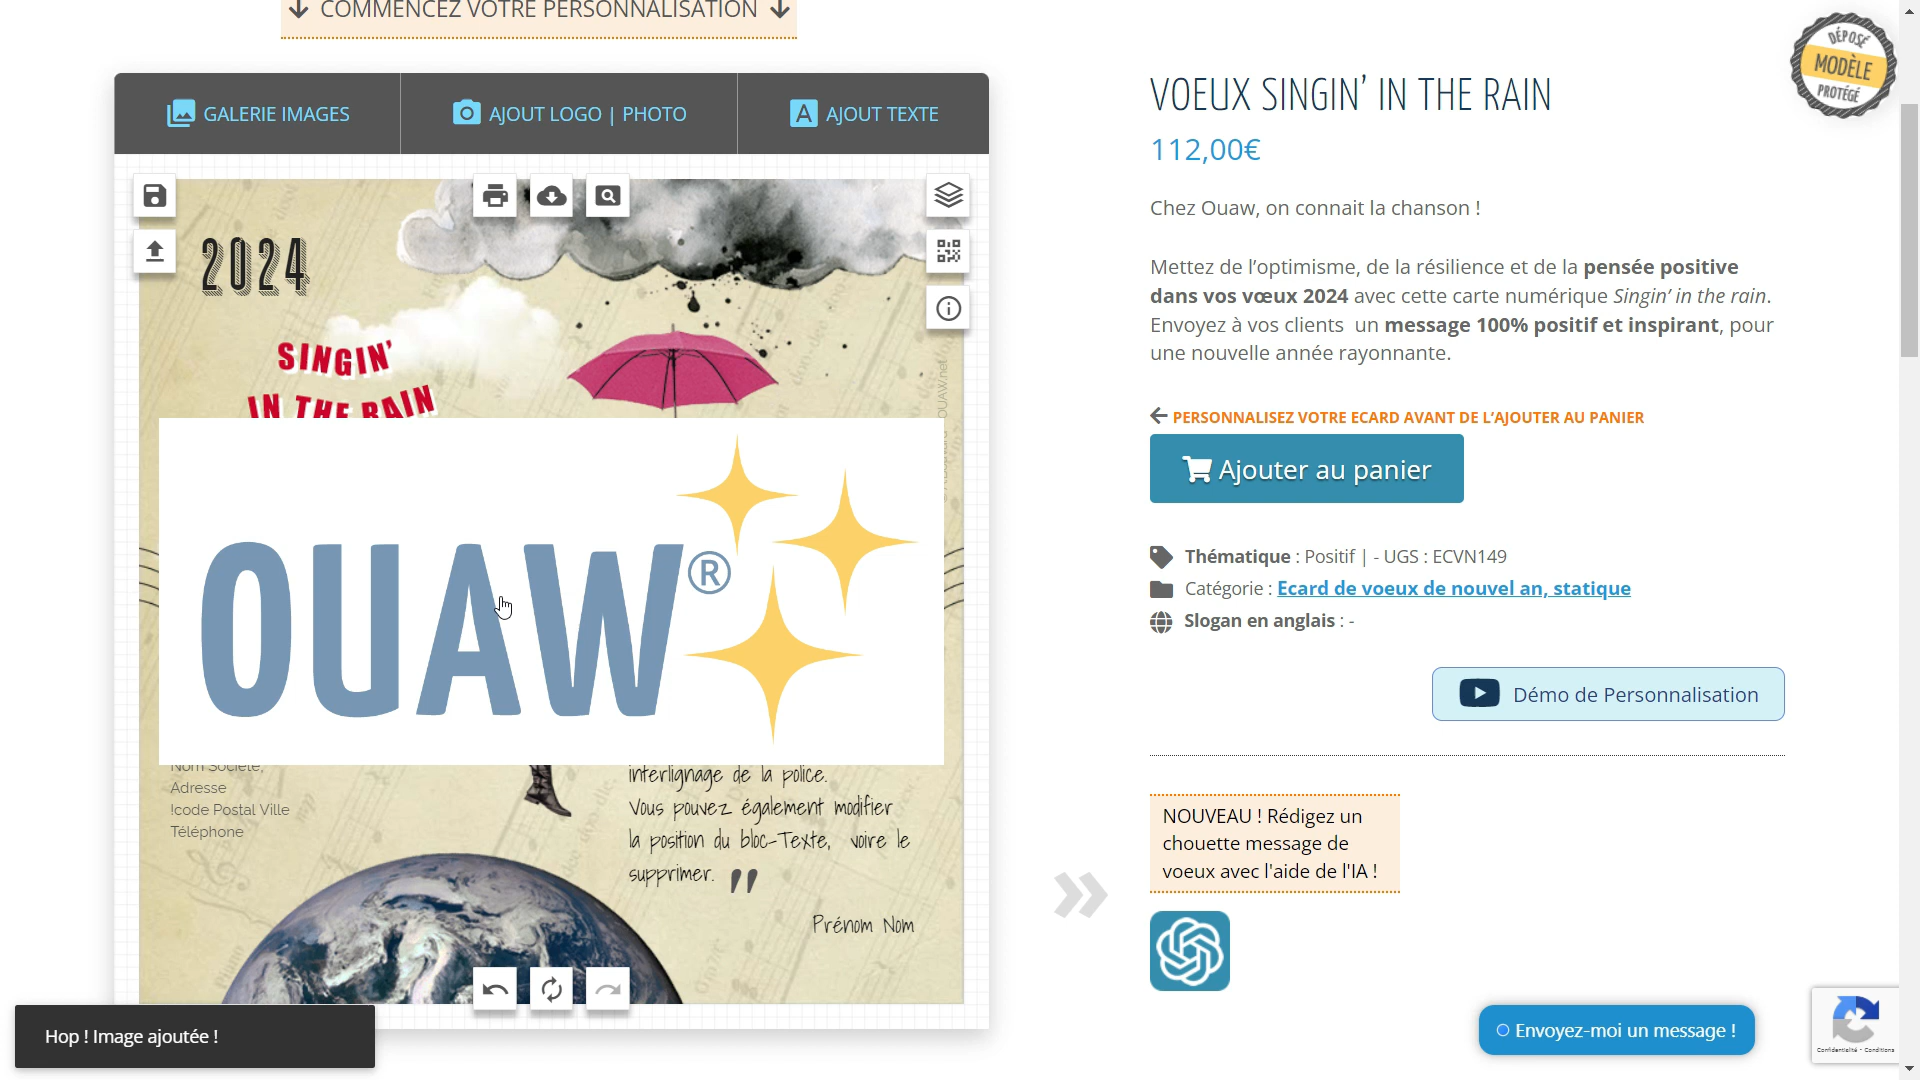 COMMENCEZ VOTRE PERSONNALISATION
GALERIE IMAGES
AJOUT LOGO | PHOTO
AJOUT TEXTE
2024
SINGIN'
IN THE RAIN
OUAW.net
OUAW®
Nom Société,
Adresse
!code Postal Ville
Téléphone
interlignage de la police.
Vous pouvez également modifier
la position du bloc-Texte, voire le
supprimer. "
Prénom Nom
Hop ! Image ajoutée !
DÉPOSÉ
MODÈLE
PROTÉGÉ
VOEUX SINGIN’ IN THE RAIN
112,00€
Chez Ouaw, on connait la chanson !
Mettez de l’optimisme, de la résilience et de la pensée positive
dans vos vœux 2024 avec cette carte numérique Singin’ in the rain.
Envoyez à vos clients un message 100% positif et inspirant, pour
une nouvelle année rayonnante.
PERSONNALISEZ VOTRE ECARD AVANT DE L’AJOUTER AU PANIER
Ajouter au panier
Thématique : Positif | - UGS : ECVN149
Catégorie : Ecard de voeux de nouvel an, statique
Slogan en anglais : -
Démo de Personnalisation
NOUVEAU ! Rédigez un
chouette message de
voeux avec l'aide de l'IA !
Envoyez-moi un message !
Confidentialité - Conditions